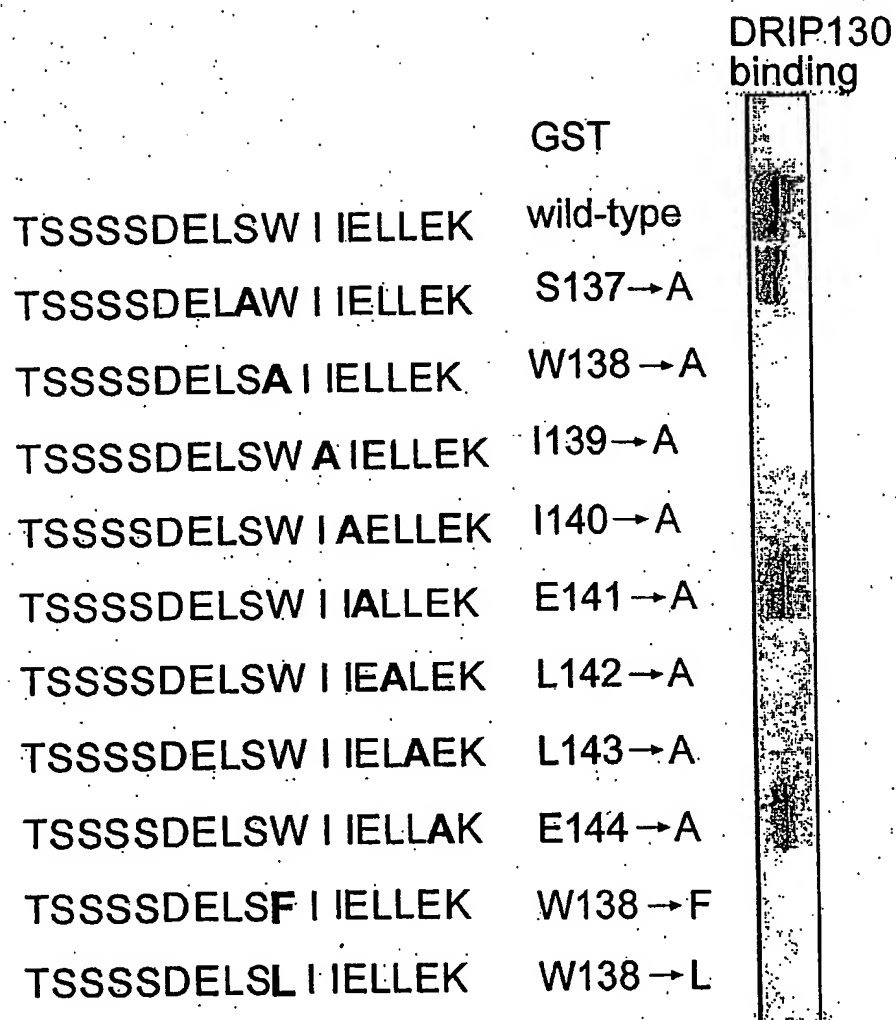 DRIP130
binding
GST
TSSSSDELSW I IELLEK wild-type
TSSSSDELAW I IELLEK S137→A
TSSSSDELSA I IELLEK W138→A
TSSSSDELSW A IELLEK I139→A
TSSSSDELSW I AELLEK I140→A
TSSSSDELSW I IALLEK E141→A
TSSSSDELSW I IEALEK L142→A
TSSSSDELSW I IELAEK L143→A
TSSSSDELSW I IELLAK E144→A
TSSSSDELSF I IELLEK W138→F
TSSSSDELSL I IELLEK W138→L